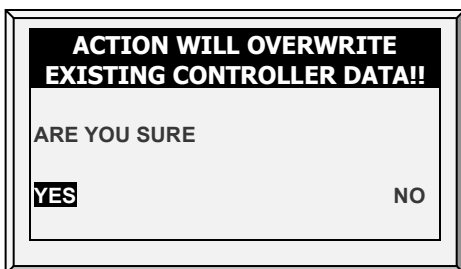 ACTION WILL OVERWRITE
EXISTING CONTROLLER DATA!!
ARE YOU SURE
YES NO